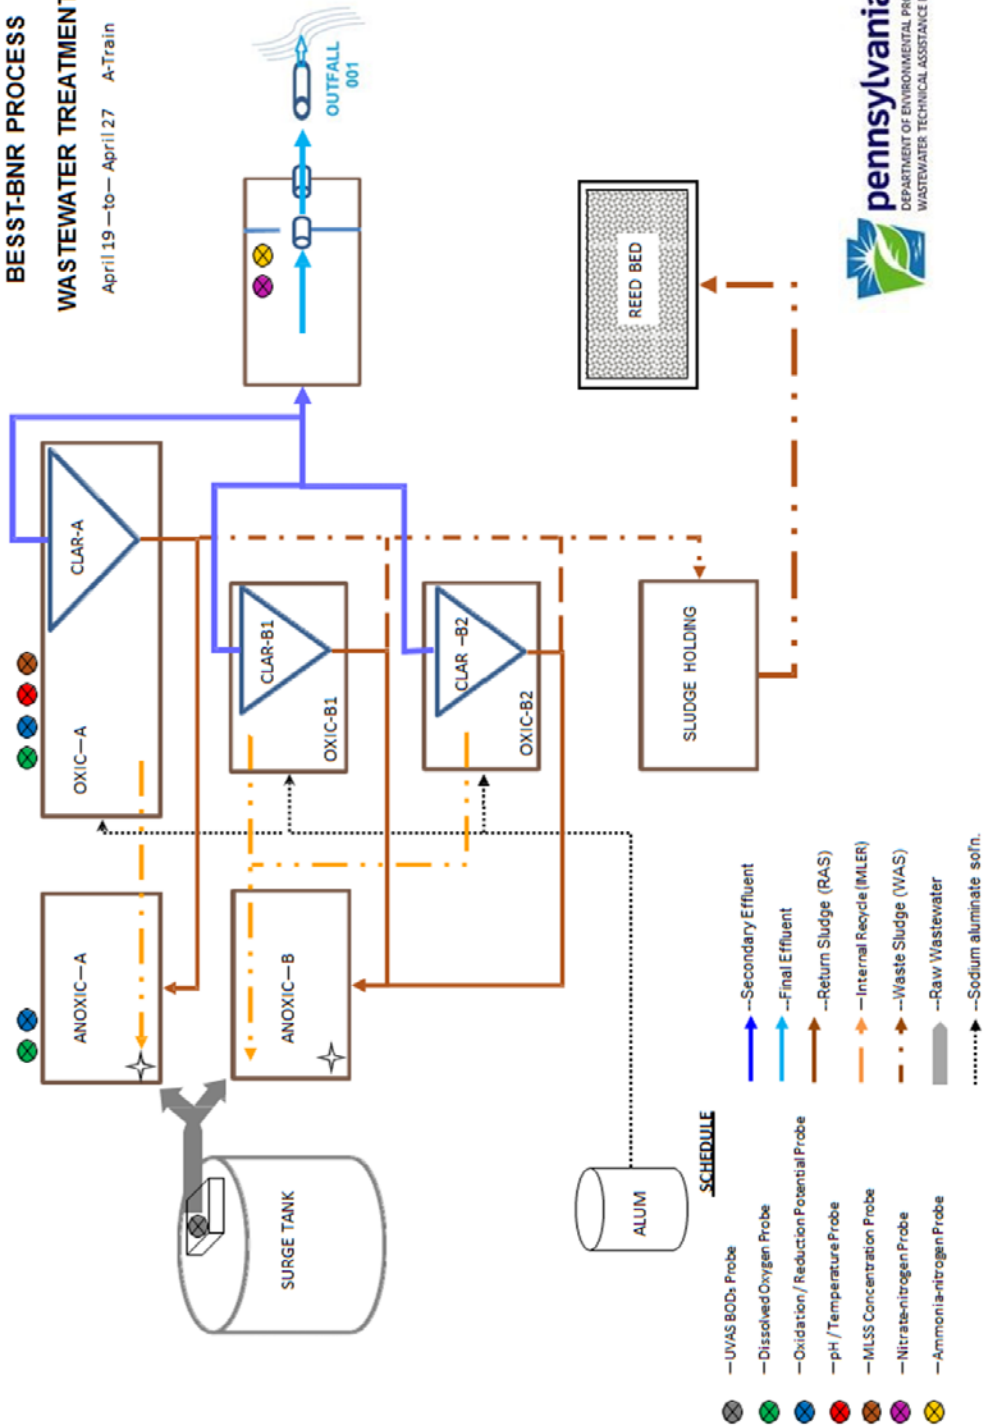 BESST-BNR PROCESS
WASTEWATER TREATMENT
April 19 —to— April 27 A-Train
OUTFALL
001
CLAR-A
OXIC—A
ANOXIC—A
CLAR-B1
OXIC-B1
CLAR –B2
OXIC-B2
ANOXIC—B
SURGE TANK
ALUM
SLUDGE HOLDING
REED BED
SCHEDULE
—UVAS BOD₅ Probe
—Dissolved Oxygen Probe
—Oxidation / Reduction Potential Probe
—pH / Temperature Probe
—MLSS Concentration Probe
—Nitrate-nitrogen Probe
—Ammonia-nitrogen Probe
--Secondary Effluent
--Final Effluent
--Return Sludge (RAS)
—Internal Recycle (IMLER)
--Waste Sludge (WAS)
--Raw Wastewater
--Sodium aluminate sol'n.
pennsylvania
DEPARTMENT OF ENVIRONMENTAL
WASTEWATER TECHNICAL ASSISTANCE